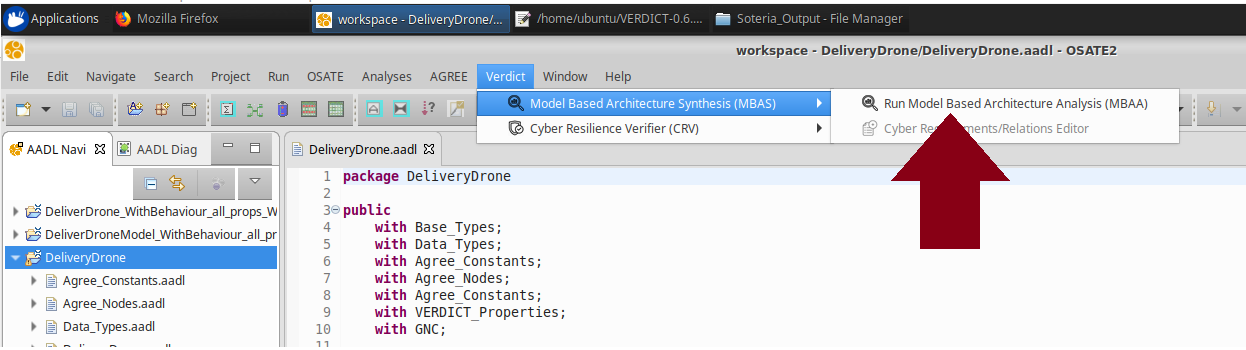 Applications Mozilla Firefox workspace - DeliveryDrone/... /home/ubuntu/VERDICT-0.6.... Soteria_Output - File Manager
workspace - DeliveryDrone/DeliveryDrone.aadl - OSATE2
File Edit Navigate Search Project Run OSATE Analyses AGREE Verdict Window Help
Model Based Architecture Synthesis (MBAS) Run Model Based Architecture Analysis (MBAA)
Cyber Resilience Verifier (CRV) Cyber Editor
AADL Navi AADL Diag DeliveryDrone.aadl
1 package DeliveryDrone
2
3 public
DeliverDrone_WithBehaviour_all_props_W
4 with Base_Types;
DeliverDroneModel_WithBehaviour_all_pr
5 with Data_Types;
DeliveryDrone
6 with Agree_Constants;
Agree_Constants.aadl
7 with Agree_Nodes;
8 with Agree_Constants;
Agree_Nodes.aadl
9 with VERDICT_Properties;
Data_Types.aadl
10 with GNC;
11